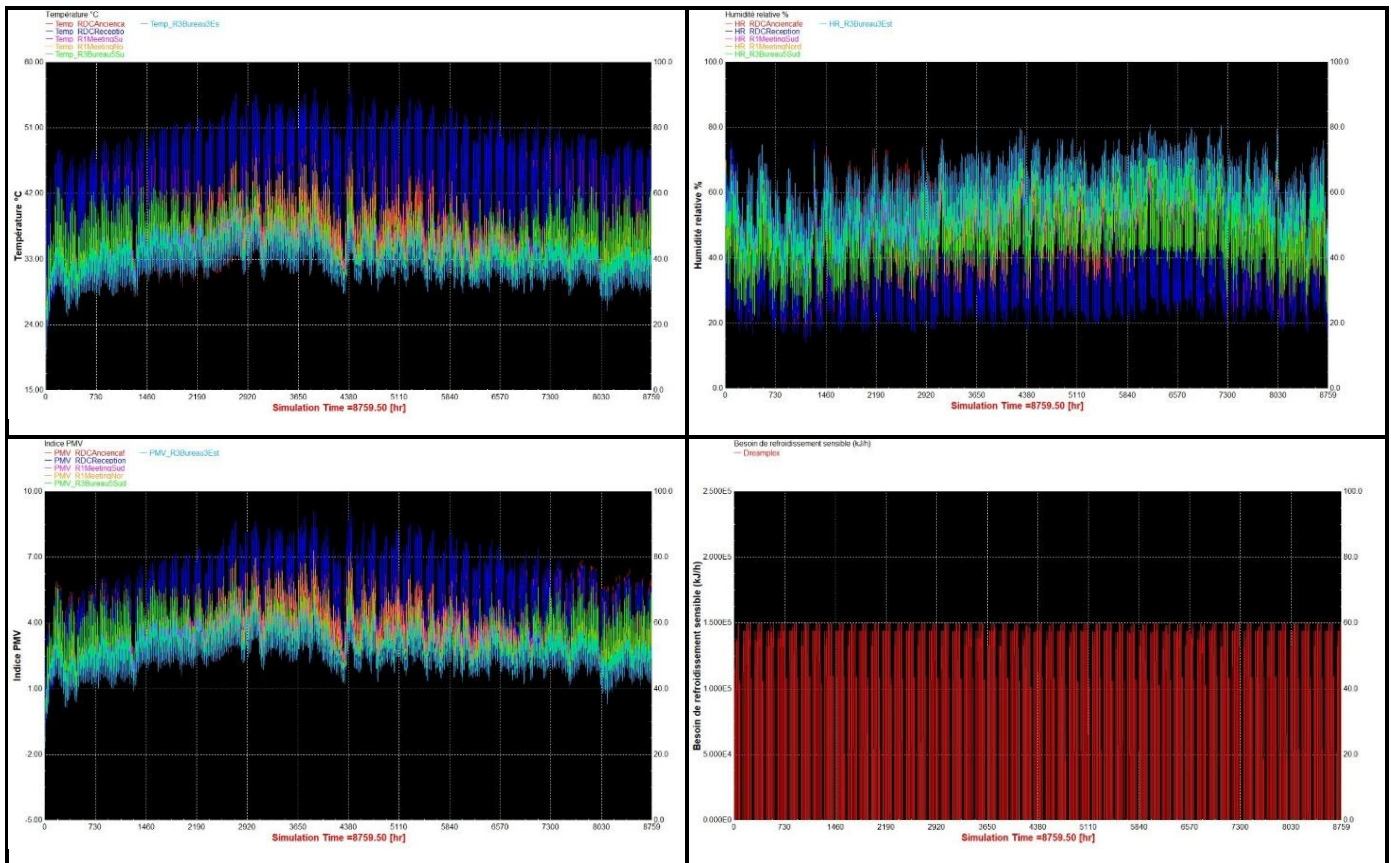 Température °C
Temp_RDCAncienca
Temp_R3Bureau3Es
Temp_RDCReceptio
Temp_R1MeetingSu
Temp_R1MeetingNo
Temp_R3Bureau5Su
60.00
51.00
42.00
33.00
24.00
15.00
Température °C
100.0
80.0
60.0
40.0
20.0
0.0
0 730 1460 2190 2920 3650 4380 5110 5840 6570 7300 8030 8759
Simulation Time =8759.50 [hr]
Humidité relative %
HR_RDCAnciencafe
HR_R3Bureau3Est
HR_RDCReception
HR_R1MeetingSud
HR_R1MeetingNord
HR_R3Bureau5Sud
100.0
80.0
60.0
40.0
20.0
0.0
Humidité relative %
100.0
80.0
60.0
40.0
20.0
0.0
0 730 1460 2190 2920 3650 4380 5110 5840 6570 7300 8030 8759
Simulation Time =8759.50 [hr]
Indice PMV
PMV_RDCAnciencaf
PMV_R3Bureau3Est
PMV_RDCReception
PMV_R1MeetingSud
PMV_R1MeetingNor
PMV_R3Bureau5Sud
10.00
7.00
4.00
1.00
-2.00
-5.00
Indice PMV
100.0
80.0
60.0
40.0
20.0
0.0
0 730 1460 2190 2920 3650 4380 5110 5840 6570 7300 8030 8759
Simulation Time =8759.50 [hr]
Besoin de refroidissement sensible (kJ/h)
Dreamplex
2.500E5
2.000E5
1.500E5
1.000E5
5.000E4
0.000E0
Besoin de refroidissement sensible (kJ/h)
100.0
80.0
60.0
40.0
20.0
0.0
0 730 1460 2190 2920 3650 4380 5110 5840 6570 7300 8030 8759
Simulation Time =8759.50 [hr]